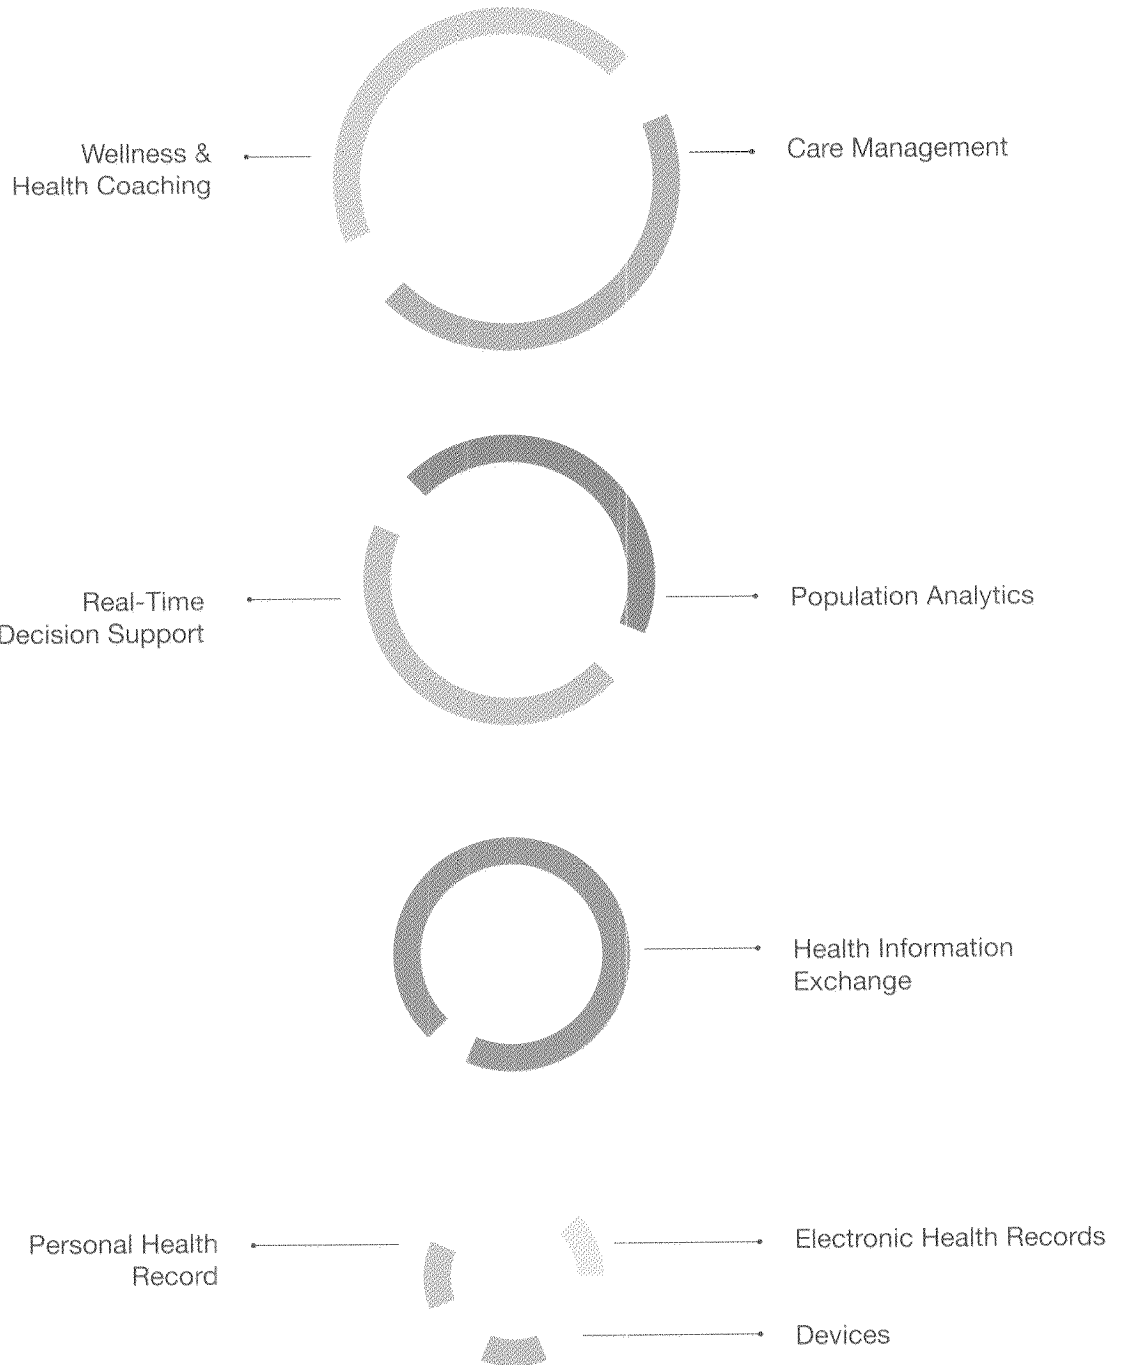 Wellness &
Health Coaching
Care Management
Real-Time
Decision Support
Population Analytics
Health Information
Exchange
Personal Health
Record
Electronic Health Records
Devices